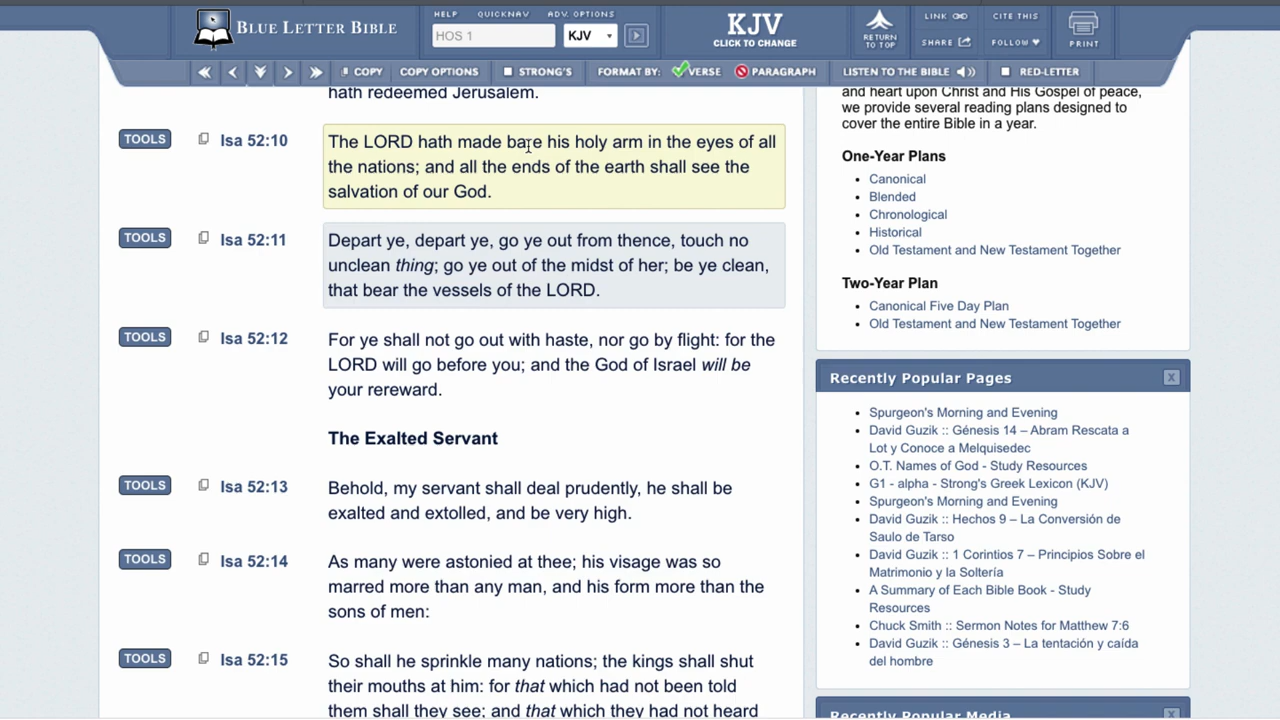 BLUE LETTER BIBLE
HELP QUICKNAV ADV. OPTIONS
HOS 1 KJV
KJV
CLICK TO CHANGE
RETURN
TO TOP
LINK CITE THIS
SHARE FOLLOW PRINT
COPY COPY OPTIONS STRONG'S FORMAT BY: VERSE PARAGRAPH LISTEN TO THE BIBLE RED-LETTER
hath redeemed Jerusalem.
TOOLS Isa 52:10 The LORD hath made bare his holy arm in the eyes of all
the nations; and all the ends of the earth shall see the
salvation of our God.
TOOLS Isa 52:11 Depart ye, depart ye, go ye out from thence, touch no
unclean thing; go ye out of the midst of her; be ye clean,
that bear the vessels of the LORD.
TOOLS Isa 52:12 For ye shall not go out with haste, nor go by flight: for the
LORD will go before you; and the God of Israel will be
your rereward.
The Exalted Servant
TOOLS Isa 52:13 Behold, my servant shall deal prudently, he shall be
exalted and extolled, and be very high.
TOOLS Isa 52:14 As many were astonied at thee; his visage was so
marred more than any man, and his form more than the
sons of men:
TOOLS Isa 52:15 So shall he sprinkle many nations; the kings shall shut
their mouths at him: for that which had not been told
them shall they see; and that which they had not heard
and heart upon Christ and His Gospel of peace,
we provide several reading plans designed to
cover the entire Bible in a year.
One-Year Plans
Canonical
Blended
Chronological
Historical
Old Testament and New Testament Together
Two-Year Plan
Canonical Five Day Plan
Old Testament and New Testament Together
Recently Popular Pages X
Spurgeon's Morning and Evening
David Guzik :: Génesis 14 – Abram Rescata a
Lot y Conoce a Melquisedec
O.T. Names of God - Study Resources
G1 - alpha - Strong's Greek Lexicon (KJV)
Spurgeon's Morning and Evening
David Guzik :: Hechos 9 – La Conversión de
Saulo de Tarso
David Guzik :: 1 Corintios 7 – Principios Sobre el
Matrimonio y la Soltería
A Summary of Each Bible Book - Study
Resources
Chuck Smith :: Sermon Notes for Matthew 7:6
David Guzik :: Génesis 3 – La tentación y caída
del hombre
Recently Popular Media X